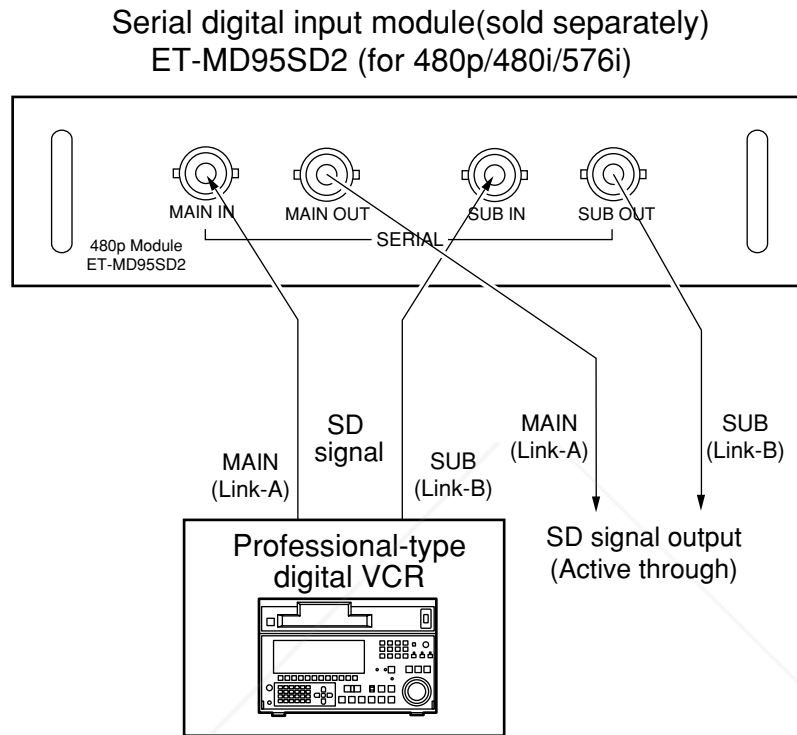 Serial digital input module(sold separately)
ET-MD95SD2 (for 480p/480i/576i)
MAIN IN
MAIN OUT
SUB IN
SUB OUT
SERIAL
480p Module
ET-MD95SD2
SD
signal
MAIN
(Link-A)
SUB
(Link-B)
MAIN
(Link-A)
SUB
(Link-B)
SD signal output
(Active through)
Professional-type
digital VCR